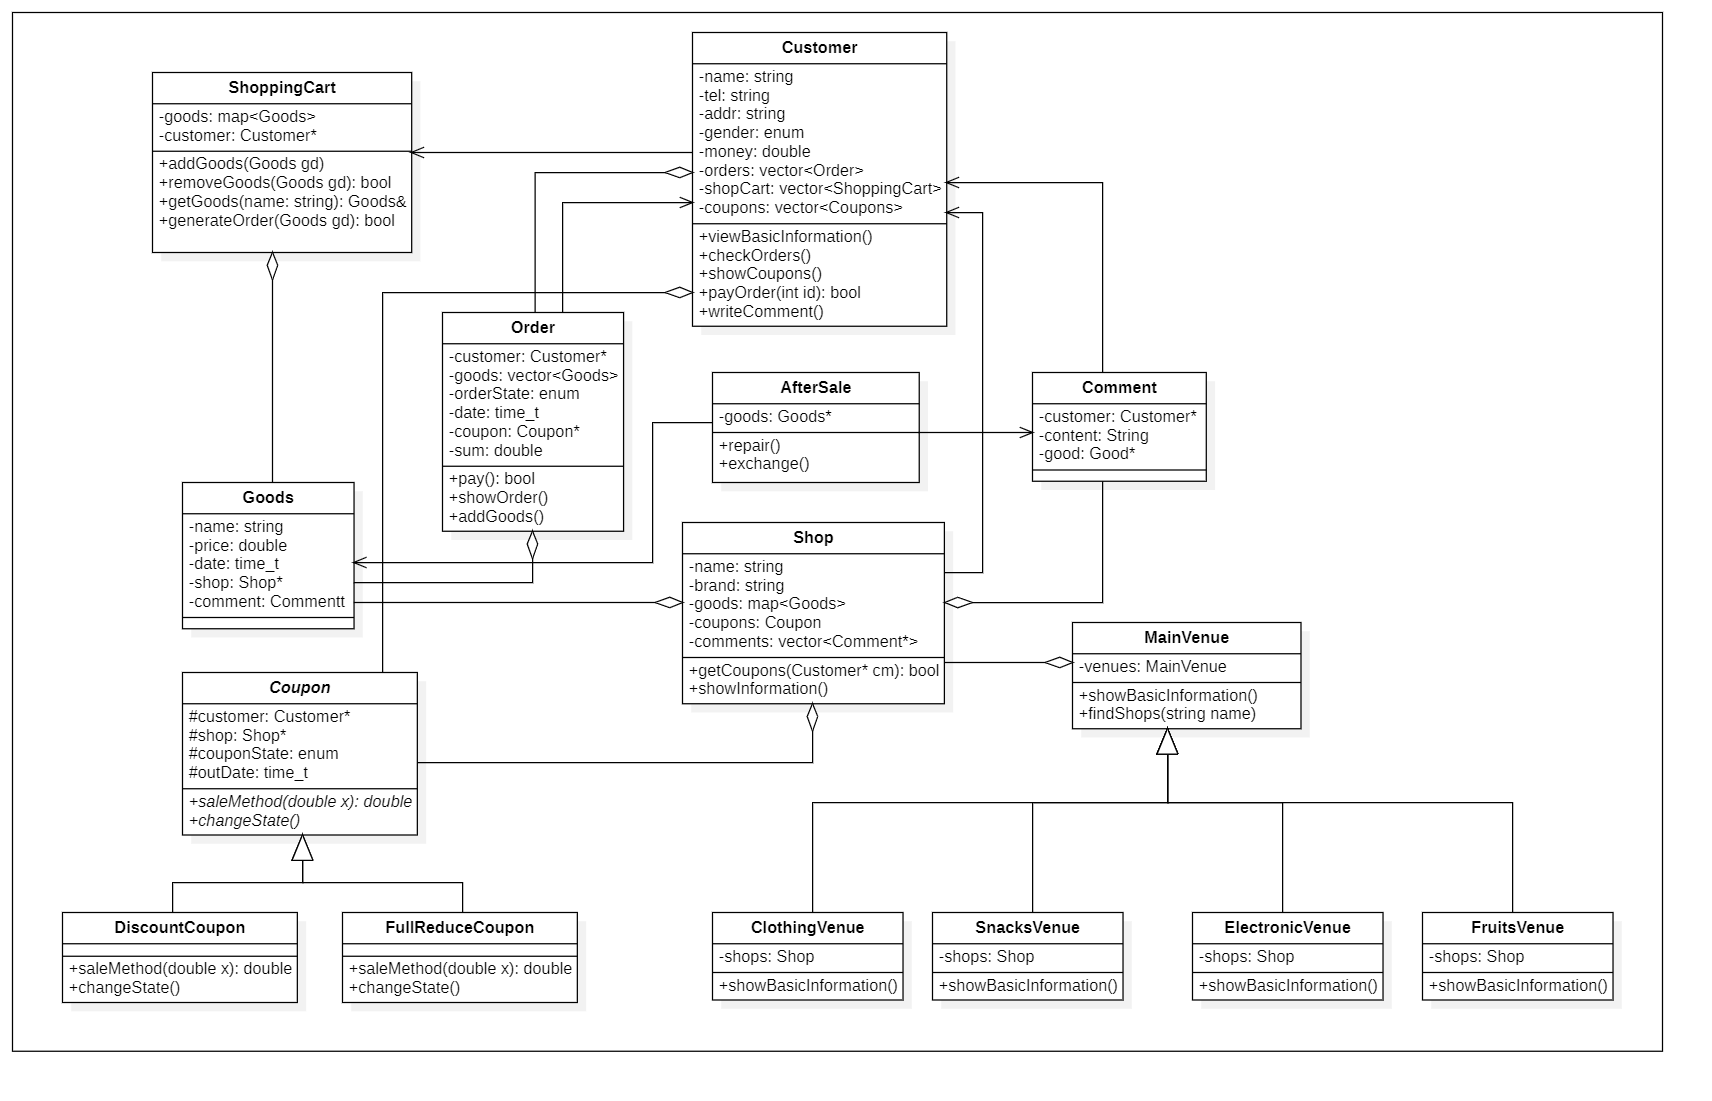 Customer
-name: string
-tel: string
-addr: string
-gender: enum
-money: double
-orders: vector<Order>
-shopCart: vector<ShoppingCart>
-coupons: vector<Coupons>
+viewBasicInformation()
+checkOrders()
+showCoupons()
+payOrder(int id): bool
+writeComment()
ShoppingCart
-goods: map<Goods>
-customer: Customer*
+addGoods(Goods gd)
+removeGoods(Goods gd): bool
+getGoods(name: string): Goods&
+generateOrder(Goods gd): bool
Order
-customer: Customer*
-goods: vector<Goods>
-orderState: enum
-date: time_t
-coupon: Coupon*
-sum: double
+pay(): bool
+showOrder()
+addGoods()
AfterSale
-goods: Goods*
+repair()
+exchange()
Comment
-customer: Customer*
-content: String
-good: Good*
Goods
-name: string
-price: double
-date: time_t
-shop: Shop*
-comment: Commentt
Shop
-name: string
-brand: string
-goods: map<Goods>
-coupons: Coupon
-comments: vector<Comment*>
+getCoupons(Customer* cm): bool
+showInformation()
MainVenue
-venues: MainVenue
+showBasicInformation()
+findShops(string name)
Coupon
#customer: Customer*
#shop: Shop*
#couponState: enum
#outDate: time_t
+saleMethod(double x): double
+changeState()
DiscountCoupon
+saleMethod(double x): double
+changeState()
FullReduceCoupon
+saleMethod(double x): double
+changeState()
ClothingVenue
-shops: Shop
+showBasicInformation()
SnacksVenue
-shops: Shop
+showBasicInformation()
ElectronicVenue
-shops: Shop
+showBasicInformation()
FruitsVenue
-shops: Shop
+showBasicInformation()